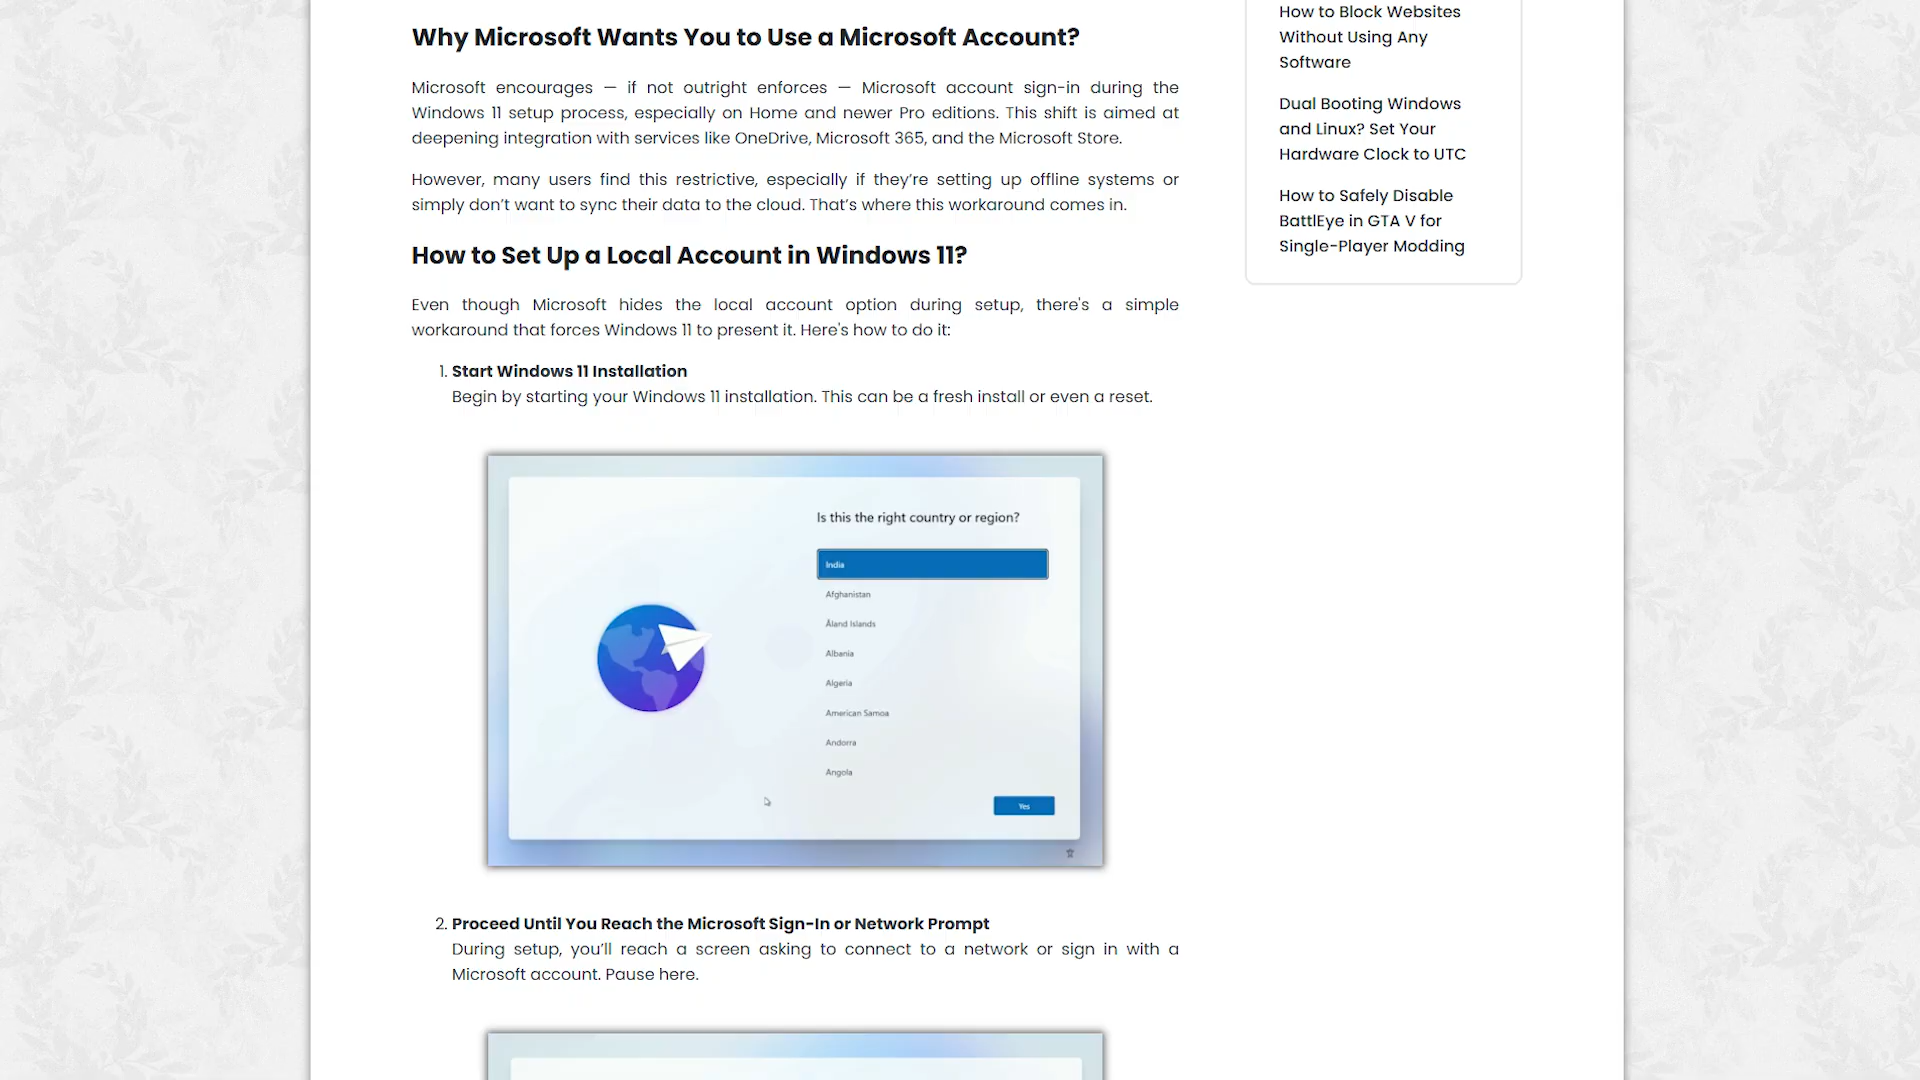 Why Microsoft Wants You to Use a Microsoft Account?
Microsoft encourages — if not outright enforces — Microsoft account sign-in during the
Windows 11 setup process, especially on Home and newer Pro editions. This shift is aimed at
deepening integration with services like OneDrive, Microsoft 365, and the Microsoft Store.
However, many users find this restrictive, especially if they’re setting up offline systems or
simply don’t want to sync their data to the cloud. That’s where this workaround comes in.
How to Set Up a Local Account in Windows 11?
Even though Microsoft hides the local account option during setup, there's a simple
workaround that forces Windows 11 to present it. Here's how to do it:
1. Start Windows 11 Installation
Begin by starting your Windows 11 installation. This can be a fresh install or even a reset.
Is this the right country or region?
India
Afghanistan
Åland Islands
Albania
Algeria
American Samoa
Andorra
Angola
Yes
2. Proceed Until You Reach the Microsoft Sign-In or Network Prompt
During setup, you’ll reach a screen asking to connect to a network or sign in with a
Microsoft account. Pause here.
How to Block Websites
Without Using Any
Software
Dual Booting Windows
and Linux? Set Your
Hardware Clock to UTC
How to Safely Disable
BattlEye in GTA V for
Single-Player Modding